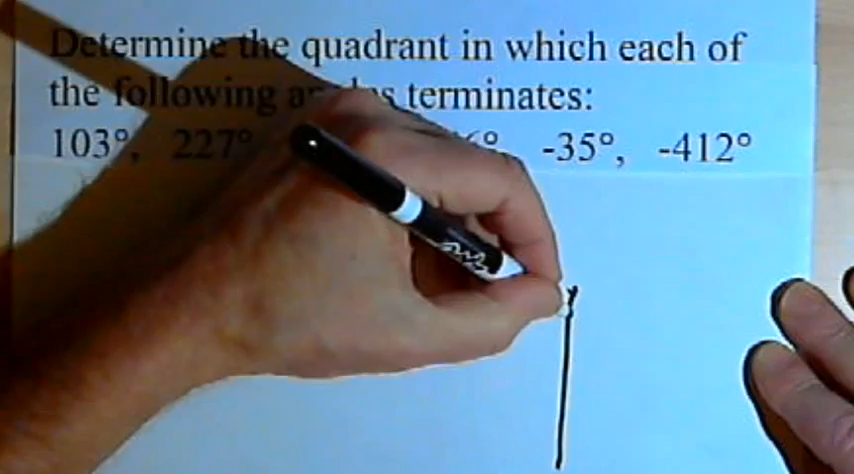 Determine the quadrant in which each of
the following terminates:
103°, 227° -35°, -412°